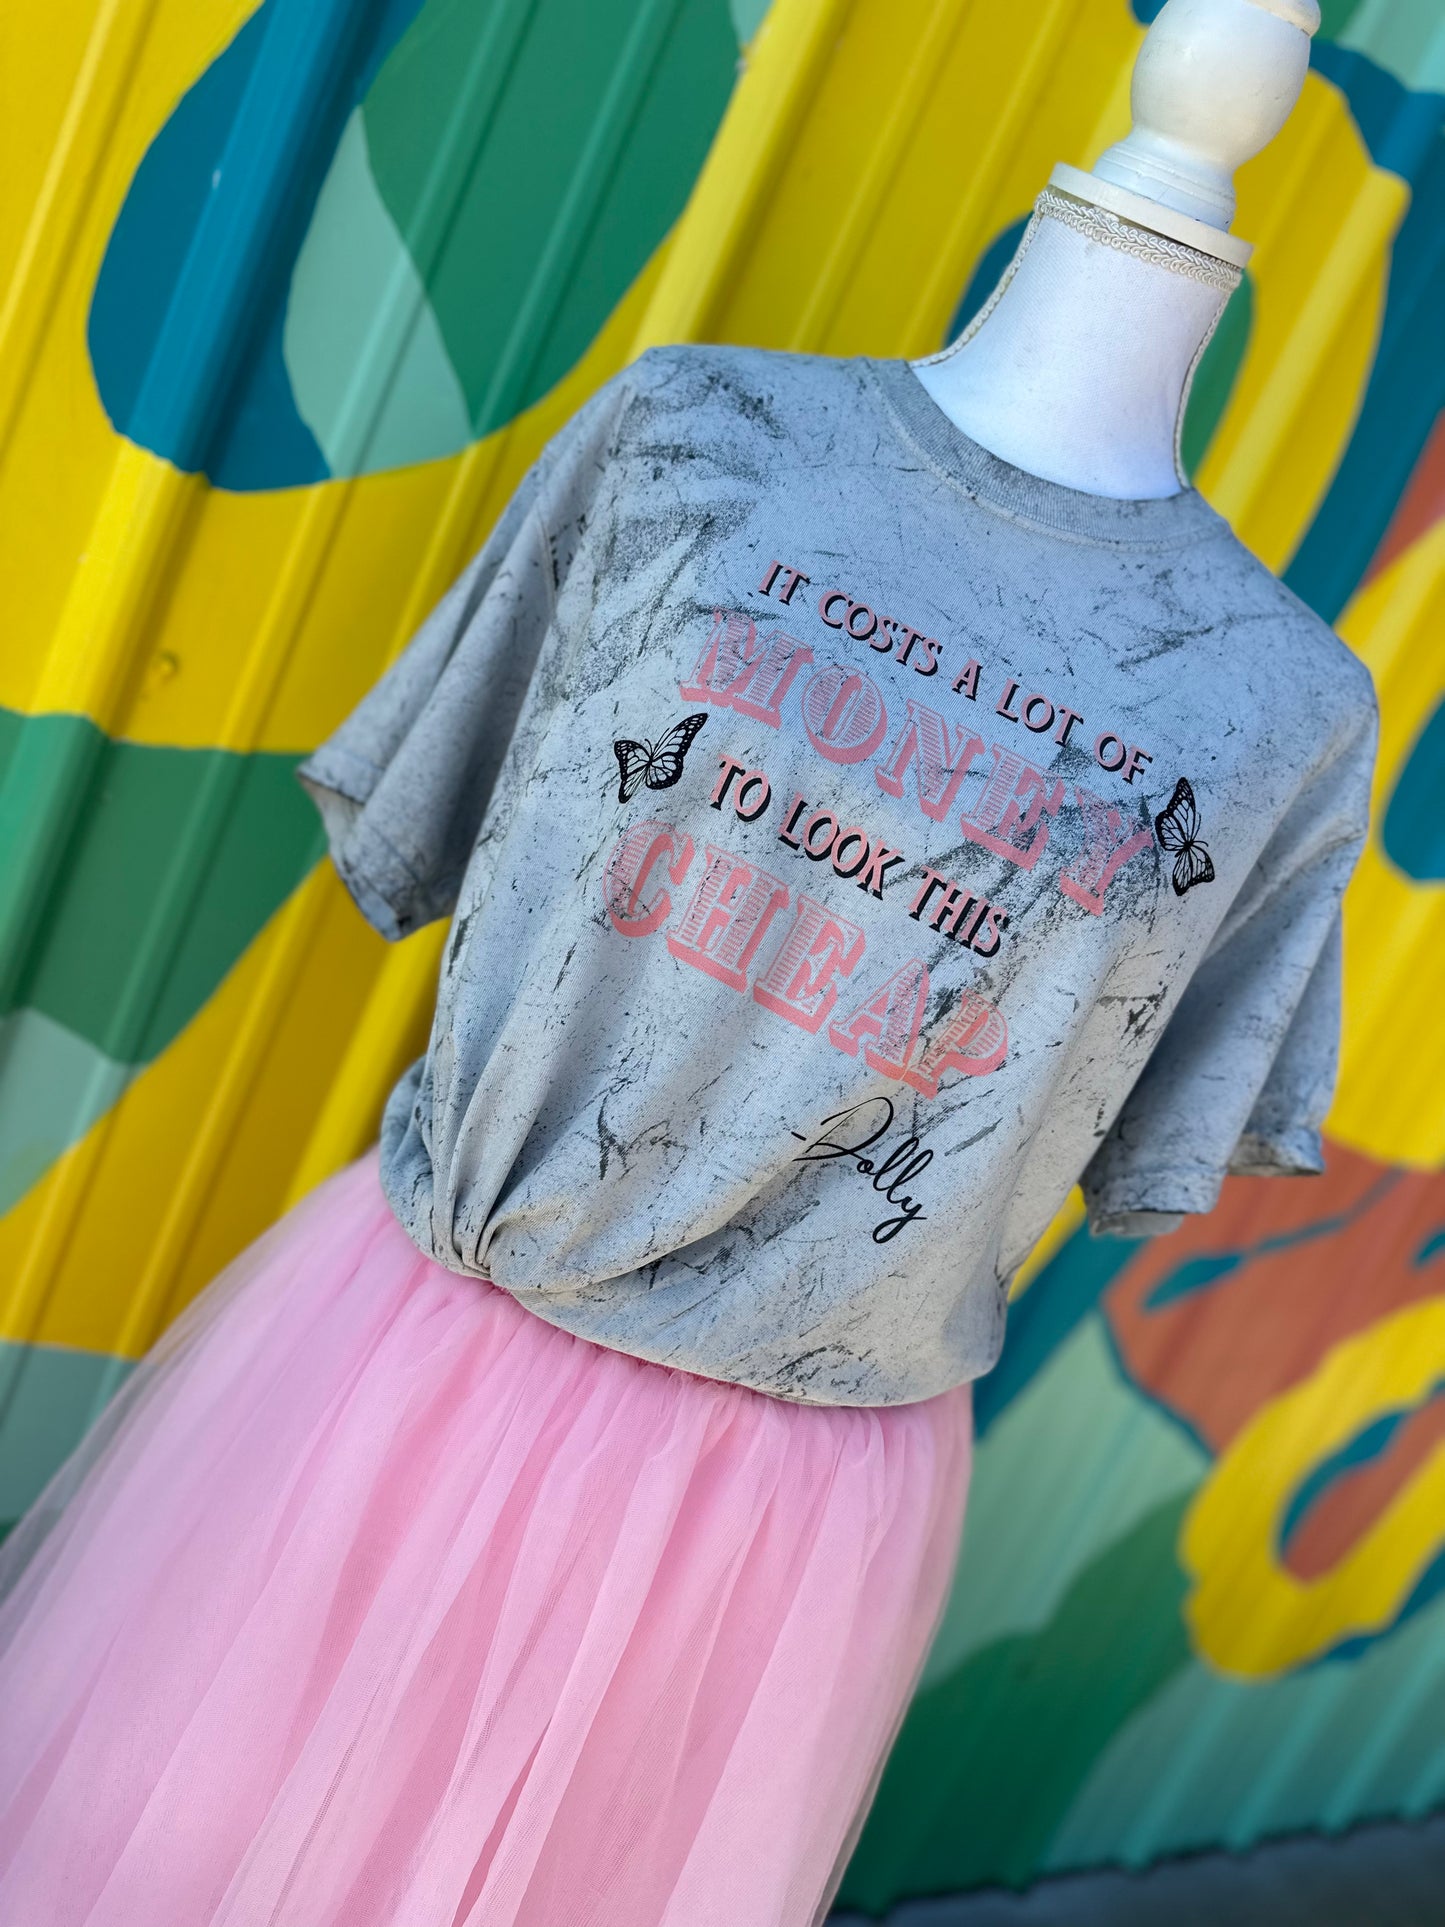 IT COSTS A LOT OF
MONEY
TO LOOK THIS
CHEAP
-Dolly